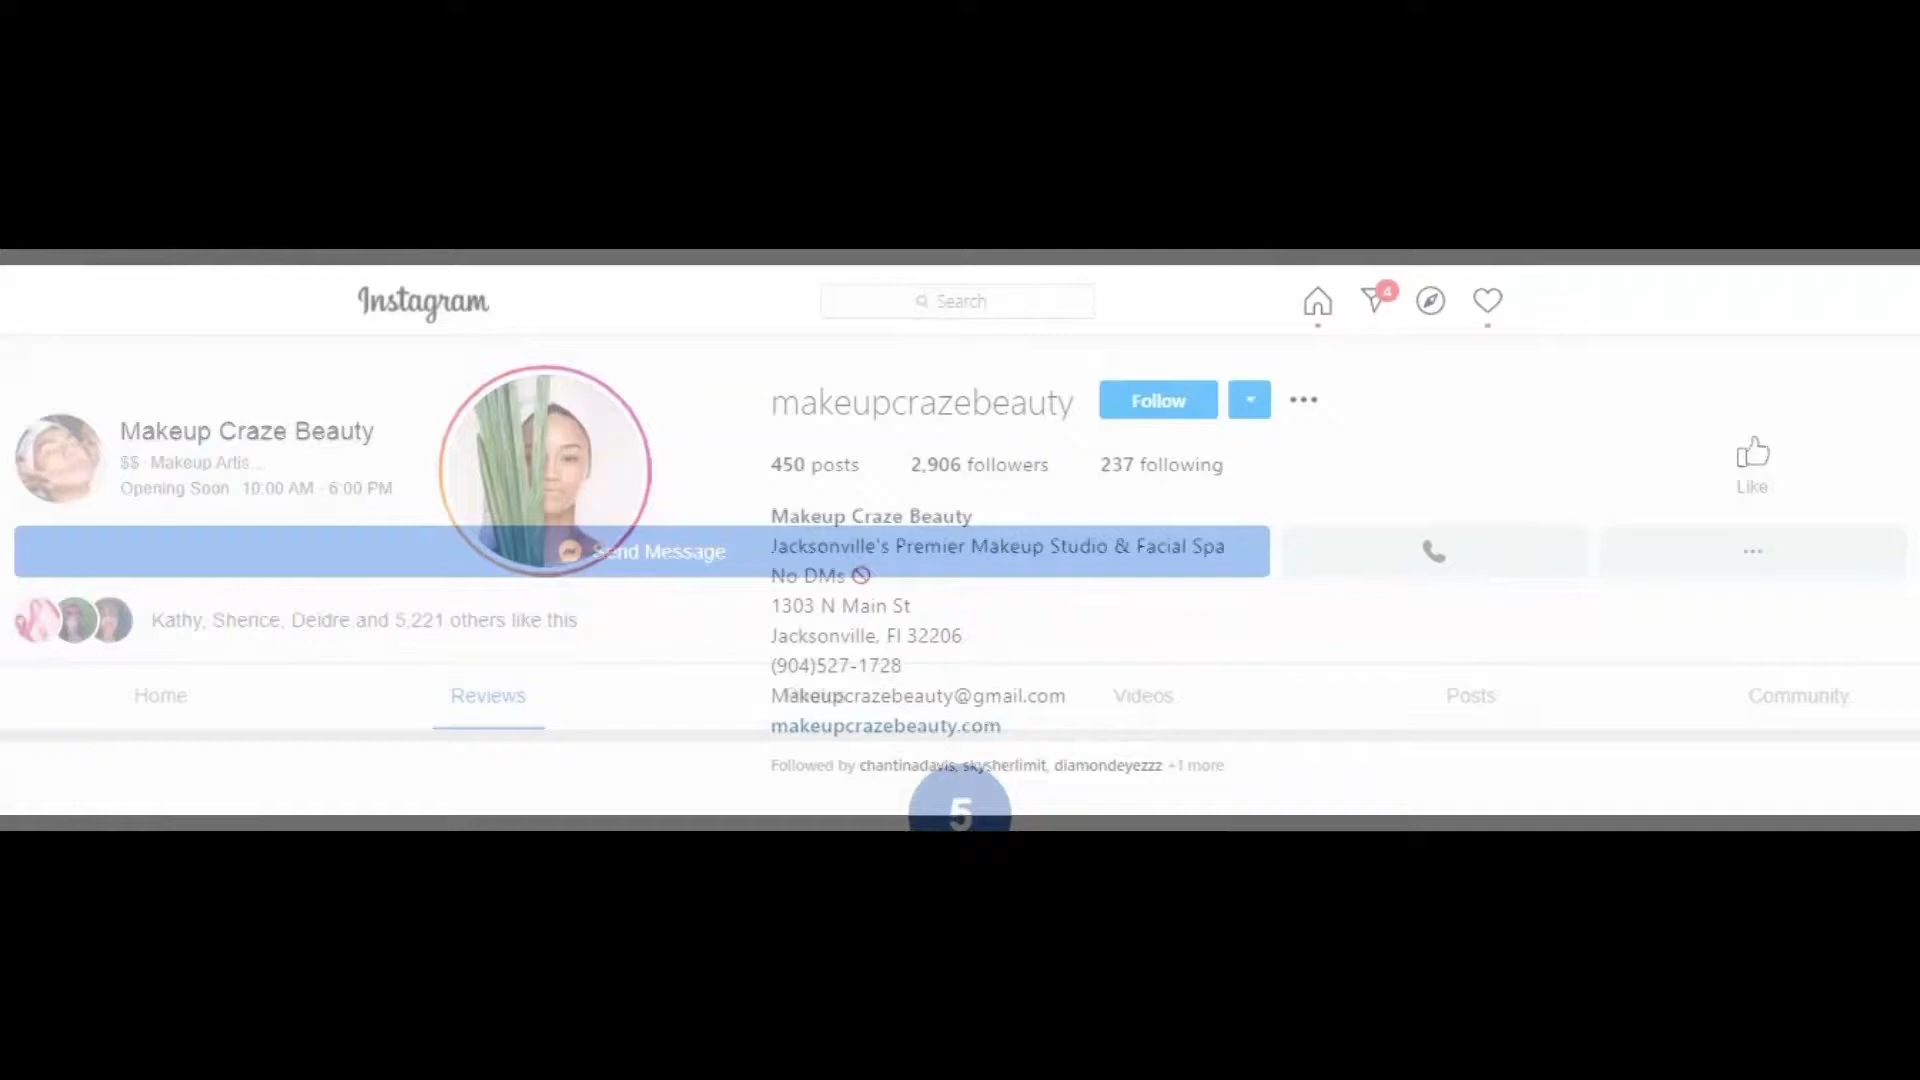 Instagram
Search
4
makeupcrazebeauty
Follow
Makeup Craze Beauty
$$ · Makeup Artis...
Opening Soon · 10:00 AM - 6:00 PM
450 posts
2,906 followers
237 following
Like
Makeup Craze Beauty
Jacksonville's Premier Makeup Studio & Facial Spa
No DMs 🚫
1303 N Main St
Jacksonville, Fl 32206
(904)527-1728
Makeupcrazebeauty@gmail.com
makeupcrazebeauty.com
Followed by chantinadavis, skysherlimit, diamondeyezzz +1 more
Send Message
Kathy, Sherice, Deidre and 5,221 others like this
Home
Reviews
Videos
Posts
Community
5